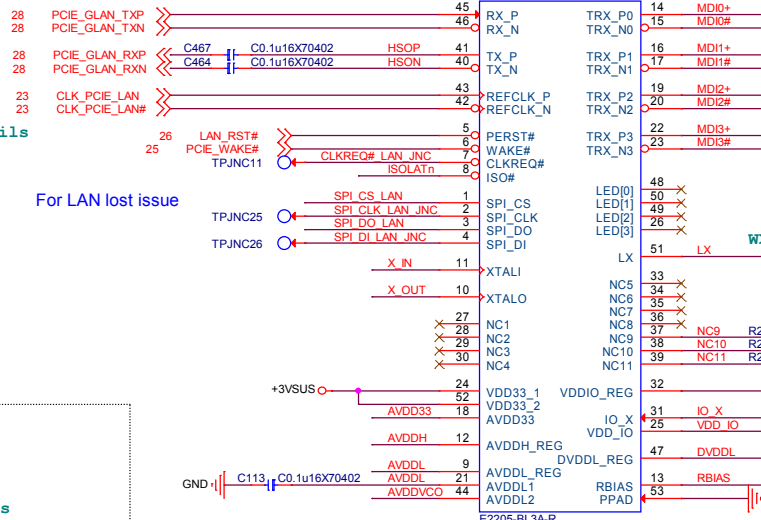 28 PCIE_GLAN_TXP 45 RX_P TRX_P0 14 MDI0+
28 PCIE_GLAN_TXN 46 RX_N TRX_N0 15 MDI0#
28 PCIE_GLAN_RXP C467 C0.1u16X70402 HSOP 41 TX_P TRX_P1 16 MDI1+
28 PCIE_GLAN_RXN C464 C0.1u16X70402 HSON 40 TX_N TRX_N1 17 MDI1#
23 CLK_PCIE_LAN 43 REFCLK_P TRX_P2 19 MDI2+
23 CLK_PCIE_LAN# 42 REFCLK_N TRX_N2 20 MDI2#
ils
26 LAN_RST# 5 PERST# TRX_P3 22 MDI3+
25 PCIE_WAKE# 6 WAKE# TRX_N3 23 MDI3#
TPJNC11 CLKREQ#_LAN_JNC 7 CLKREQ#
ISOLATn 8 ISO#
For LAN lost issue
LED[0] 48
SPI_CS_LAN 1 SPI_CS LED[1] 50
TPJNC25 SPI_CLK_LAN_JNC 2 SPI_CLK LED[2] 49
SPI_DO_LAN 3 SPI_DO LED[3] 26
TPJNC26 SPI_DI_LAN_JNC 4 SPI_DI
LX 51 LX
X_IN 11 XTALI
NC5 33
X_OUT 10 XTALO NC6 34
NC7 35
27 NC1 NC8 36
28 NC2 NC9 37 NC9 R2
29 NC3 NC10 38 NC10 R2
30 NC4 NC11 39 NC11 R2
+3VSUS 24 VDD33_1 VDDIO_REG 32
52 VDD33_2
AVDD33 18 AVDD33 IO_X 31 IO_X
VDD_IO 25 VDD_IO
AVDDH 12 AVDDH_REG
DVDDL_REG 47 DVDDL
AVDDL 9 AVDDL_REG
GND C113 C0.1u16X70402 AVDDL 21 AVDDL1 RBIAS 13 RBIAS
AVDDVCO 44 AVDDL2 PPAD 53
s
E2205-BL3A-R